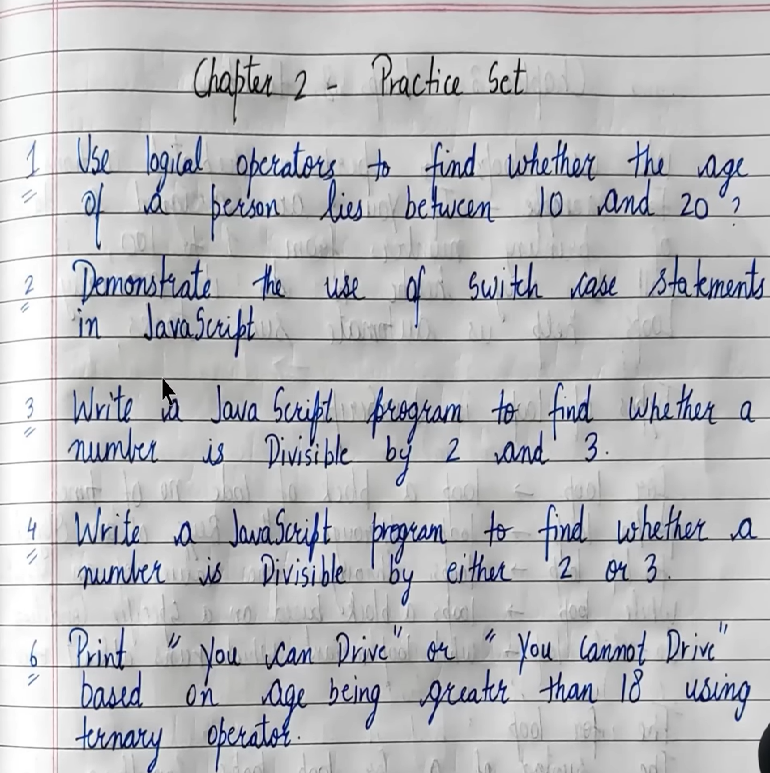 Chapter 2 - Practice Set
1 Use logical operators to find whether the age
of a person lies between 10 and 20?
2 Demonstrate the use of switch case statements
in JavaScript
3 Write a Java Script program to find whether a
number is Divisible by 2 and 3.
4 Write a JavaScript program to find whether a
number is Divisible by either 2 or 3.
6 Print " You can Drive" or " You Cannot Drive"
based on age being greater than 18 using
ternary operator.